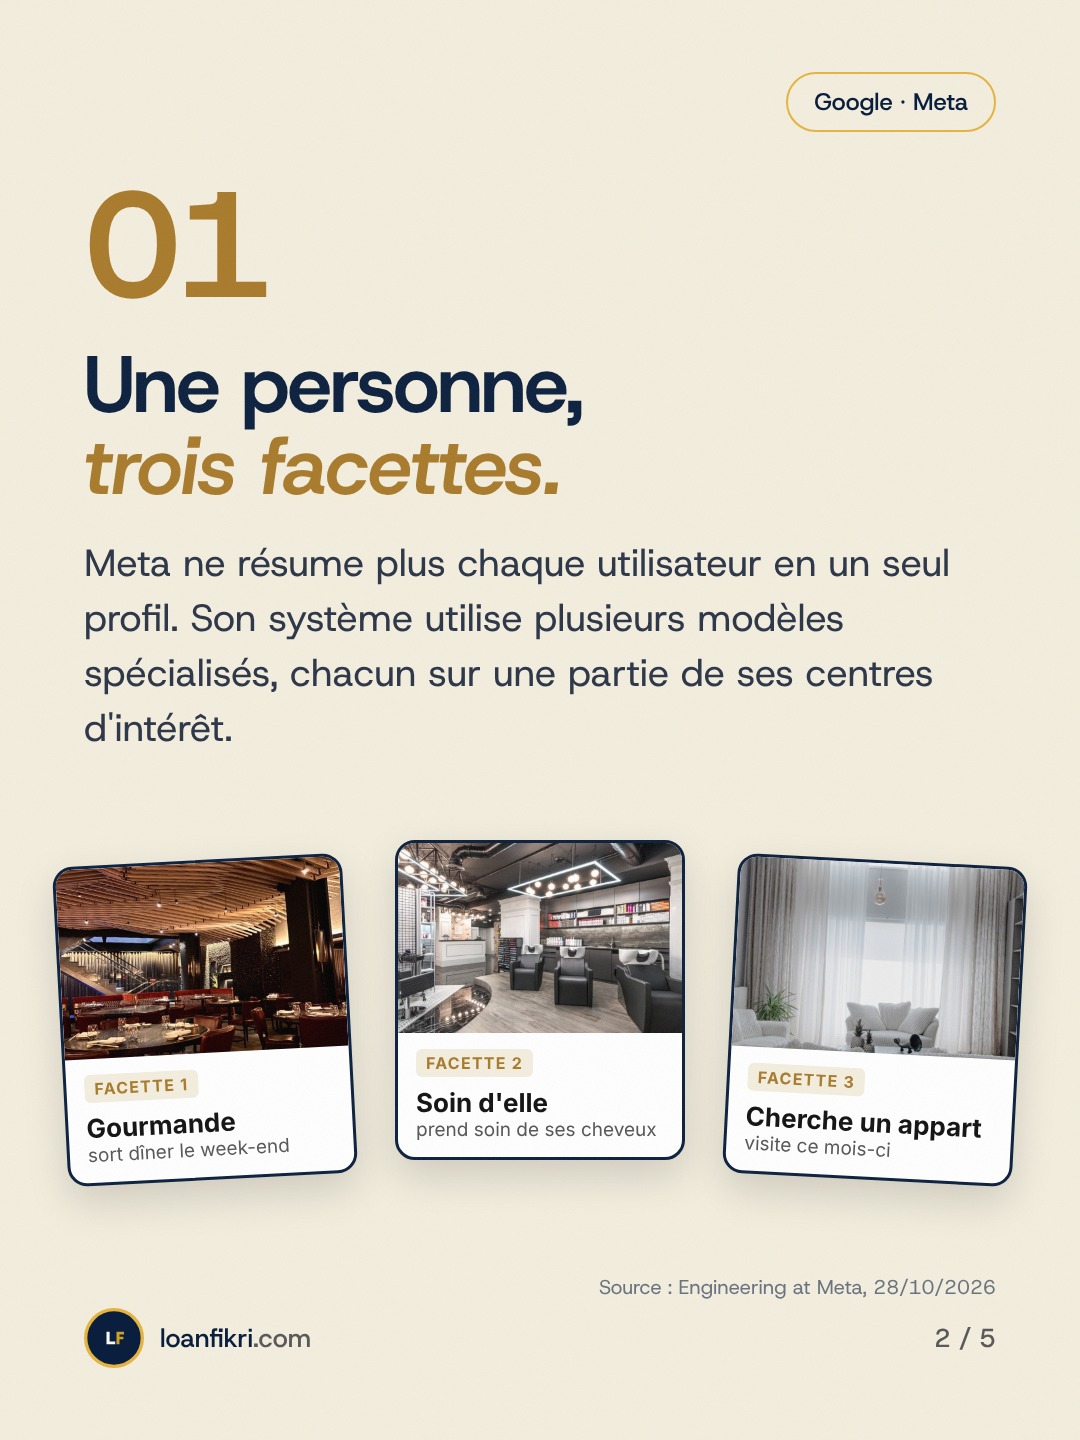 Google · Meta
01
Une personne,
trois facettes.
Meta ne résume plus chaque utilisateur en un seul
profil. Son système utilise plusieurs modèles
spécialisés, chacun sur une partie de ses centres
d'intérêt.
FACETTE 1
Gourmande
sort dîner le week-end
FACETTE 2
Soin d'elle
prend soin de ses cheveux
FACETTE 3
Cherche un appart
visite ce mois-ci
Source : Engineering at Meta, 28/10/2026
LF
loanfikri.com
2 / 5